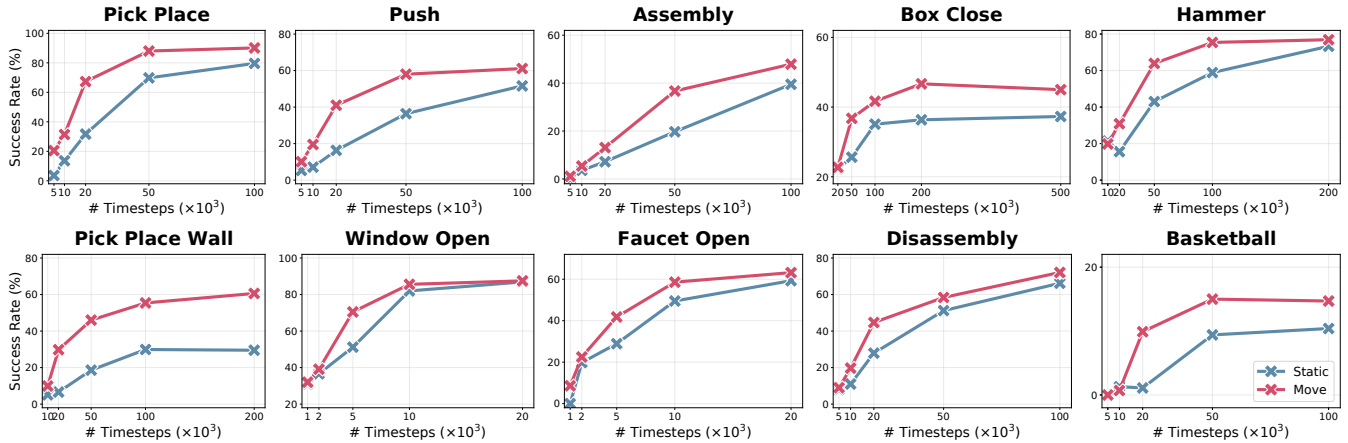 Pick Place
Push
Assembly
Box Close
Hammer
Success Rate (%)
100
80
60
40
20
0
5 10 20 50 100
# Timesteps (×10³)
80
60
40
20
0
5 10 20 50 100
# Timesteps (×10³)
60
40
20
0
5 10 20 50 100
# Timesteps (×10³)
60
40
20
20 50 100 200 500
# Timesteps (×10³)
80
60
40
20
0
10 20 50 100 200
# Timesteps (×10³)
Pick Place Wall
Window Open
Faucet Open
Disassembly
Basketball
Success Rate (%)
80
60
40
20
0
10 20 50 100 200
# Timesteps (×10³)
100
80
60
40
20
1 2 5 10 20
# Timesteps (×10³)
60
40
20
0
1 2 5 10 20
# Timesteps (×10³)
80
60
40
20
0
5 10 20 50 100
# Timesteps (×10³)
20
0
5 10 20 50 100
# Timesteps (×10³)
Static
Move